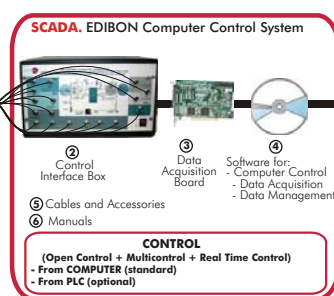 SCADA. EDIBON Computer Control System
②
Control
Interface Box
③
Data
Acquisition
Board
④
Software for:
- Computer Control
- Data Acquisition
- Data Management
⑤ Cables and Accessories
⑥ Manuals
CONTROL
(Open Control + Multicontrol + Real Time Control)
- From COMPUTER (standard)
- From PLC (optional)